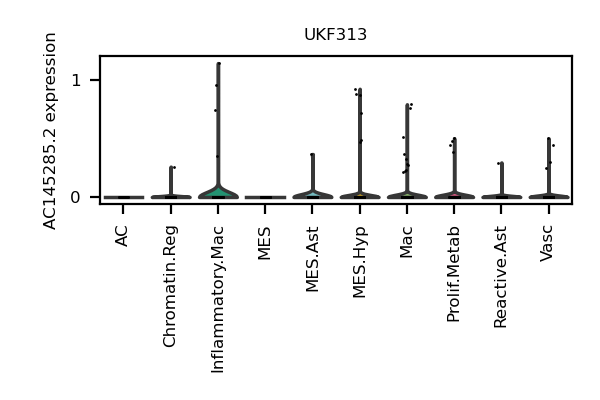 UKF313
AC145285.2 expression
1
0
AC
Chromatin.Reg
Inflammatory.Mac
MES
MES.Ast
MES.Hyp
Mac
Prolif.Metab
Reactive.Ast
Vasc